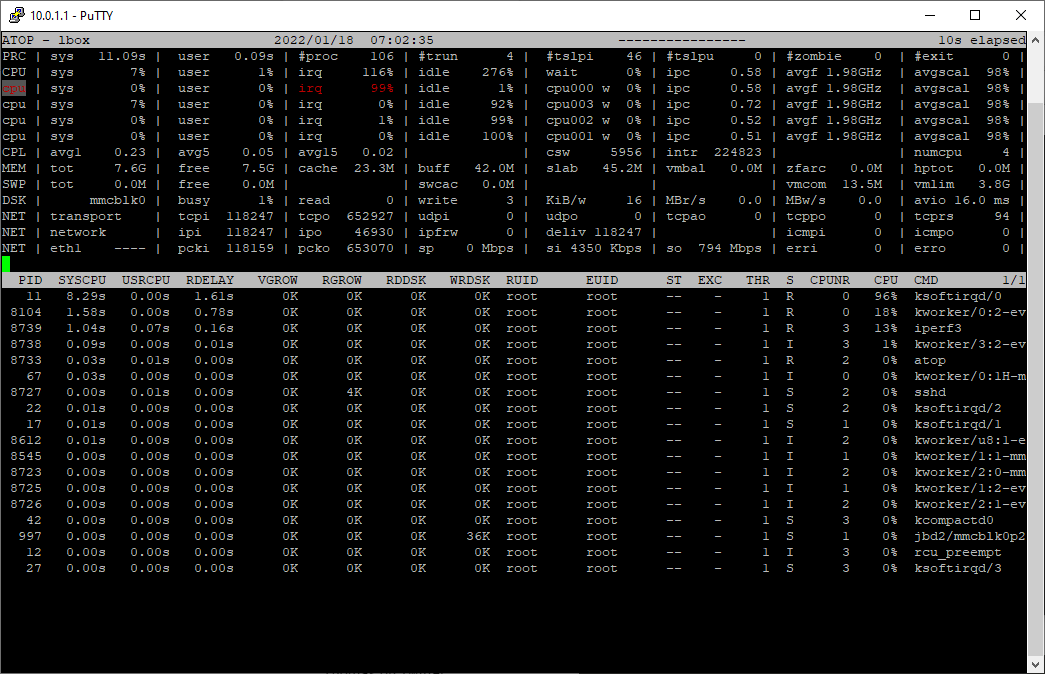 10.0.1.1 - PuTTY
ATOP - lbox 2022/01/18 07:02:35 --------------- 10s elapsed
PRC | sys 11.09s | user 0.09s | #proc 106 | #trun 4 | #tslpi 46 | #tslpu 0 | #zombie 0 | #exit 0 |
CPU | sys 7% | user 1% | irq 116% | idle 276% | wait 0% | ipc 0.58 | avgf 1.98GHz | avgscal 98% |
cpu | sys 0% | user 0% | irq 99% | idle 1% | cpu000 w 0% | ipc 0.58 | avgf 1.98GHz | avgscal 98% |
cpu | sys 7% | user 0% | irq 0% | idle 92% | cpu003 w 0% | ipc 0.72 | avgf 1.98GHz | avgscal 98% |
cpu | sys 0% | user 0% | irq 1% | idle 99% | cpu002 w 0% | ipc 0.52 | avgf 1.98GHz | avgscal 98% |
cpu | sys 0% | user 0% | irq 0% | idle 100% | cpu001 w 0% | ipc 0.51 | avgf 1.98GHz | avgscal 98% |
CPL | avg1 0.23 | avg5 0.05 | avg15 0.02 | | csw 5956 | intr 224823 | | numcpu 4 |
MEM | tot 7.6G | free 7.5G | cache 23.3M | buff 42.0M | slab 45.2M | vmbal 0.0M | zfarc 0.0M | hptot 0.0M |
SWP | tot 0.0M | free 0.0M | | swcac 0.0M | | | vmcom 13.5M | vmlim 3.8G |
DSK | mmcblk0 | busy 1% | read 0 | write 3 | KiB/w 16 | MBr/s 0.0 | MBw/s 0.0 | avio 16.0 ms |
NET | transport | tcpi 118247 | tcpo 652927 | udpi 0 | udpo 0 | tcpao 0 | tcppo 0 | tcprs 94 |
NET | network | ipi 118247 | ipo 46930 | ipfrw 0 | deliv 118247 | | icmpi 0 | icmpo 0 |
NET | eth1 ---- | pcki 118159 | pcko 653070 | sp 0 Mbps | si 4350 Kbps | so 794 Mbps | erri 0 | erro 0 |
PID SYSCPU USRCPU RDELAY VGROW RGROW RDDSK WRDSK RUID EUID ST EXC THR S CPUNR CPU CMD 1/1
11 8.29s 0.00s 1.61s 0K 0K 0K 0K root root -- - 1 R 0 96% ksoftirqd/0
8104 1.58s 0.00s 0.78s 0K 0K 0K 0K root root -- - 1 R 0 18% kworker/0:2-ev
8739 1.04s 0.07s 0.16s 0K 0K 0K 0K root root -- - 1 R 3 13% iperf3
8738 0.09s 0.00s 0.01s 0K 0K 0K 0K root root -- - 1 I 3 1% kworker/3:2-ev
8733 0.03s 0.01s 0.00s 0K 0K 0K 0K root root -- - 1 R 2 0% atop
67 0.03s 0.00s 0.00s 0K 0K 0K 0K root root -- - 1 I 0 0% kworker/0:1H-m
8727 0.00s 0.01s 0.00s 0K 4K 0K 0K root root -- - 1 S 2 0% sshd
22 0.01s 0.00s 0.00s 0K 0K 0K 0K root root -- - 1 S 2 0% ksoftirqd/2
17 0.01s 0.00s 0.00s 0K 0K 0K 0K root root -- - 1 S 1 0% ksoftirqd/1
8612 0.01s 0.00s 0.00s 0K 0K 0K 0K root root -- - 1 I 2 0% kworker/u8:1-e
8545 0.00s 0.00s 0.00s 0K 0K 0K 0K root root -- - 1 I 1 0% kworker/1:1-mm
8723 0.00s 0.00s 0.00s 0K 0K 0K 0K root root -- - 1 I 2 0% kworker/2:0-mm
8725 0.00s 0.00s 0.00s 0K 0K 0K 0K root root -- - 1 I 1 0% kworker/1:2-ev
8726 0.00s 0.00s 0.00s 0K 0K 0K 0K root root -- - 1 I 2 0% kworker/2:1-ev
42 0.00s 0.00s 0.00s 0K 0K 0K 0K root root -- - 1 S 3 0% kcompactd0
997 0.00s 0.00s 0.00s 0K 0K 0K 36K root root -- - 1 S 1 0% jbd2/mmcblk0p2
12 0.00s 0.00s 0.00s 0K 0K 0K 0K root root -- - 1 I 3 0% rcu_preempt
27 0.00s 0.00s 0.00s 0K 0K 0K 0K root root -- - 1 S 3 0% ksoftirqd/3